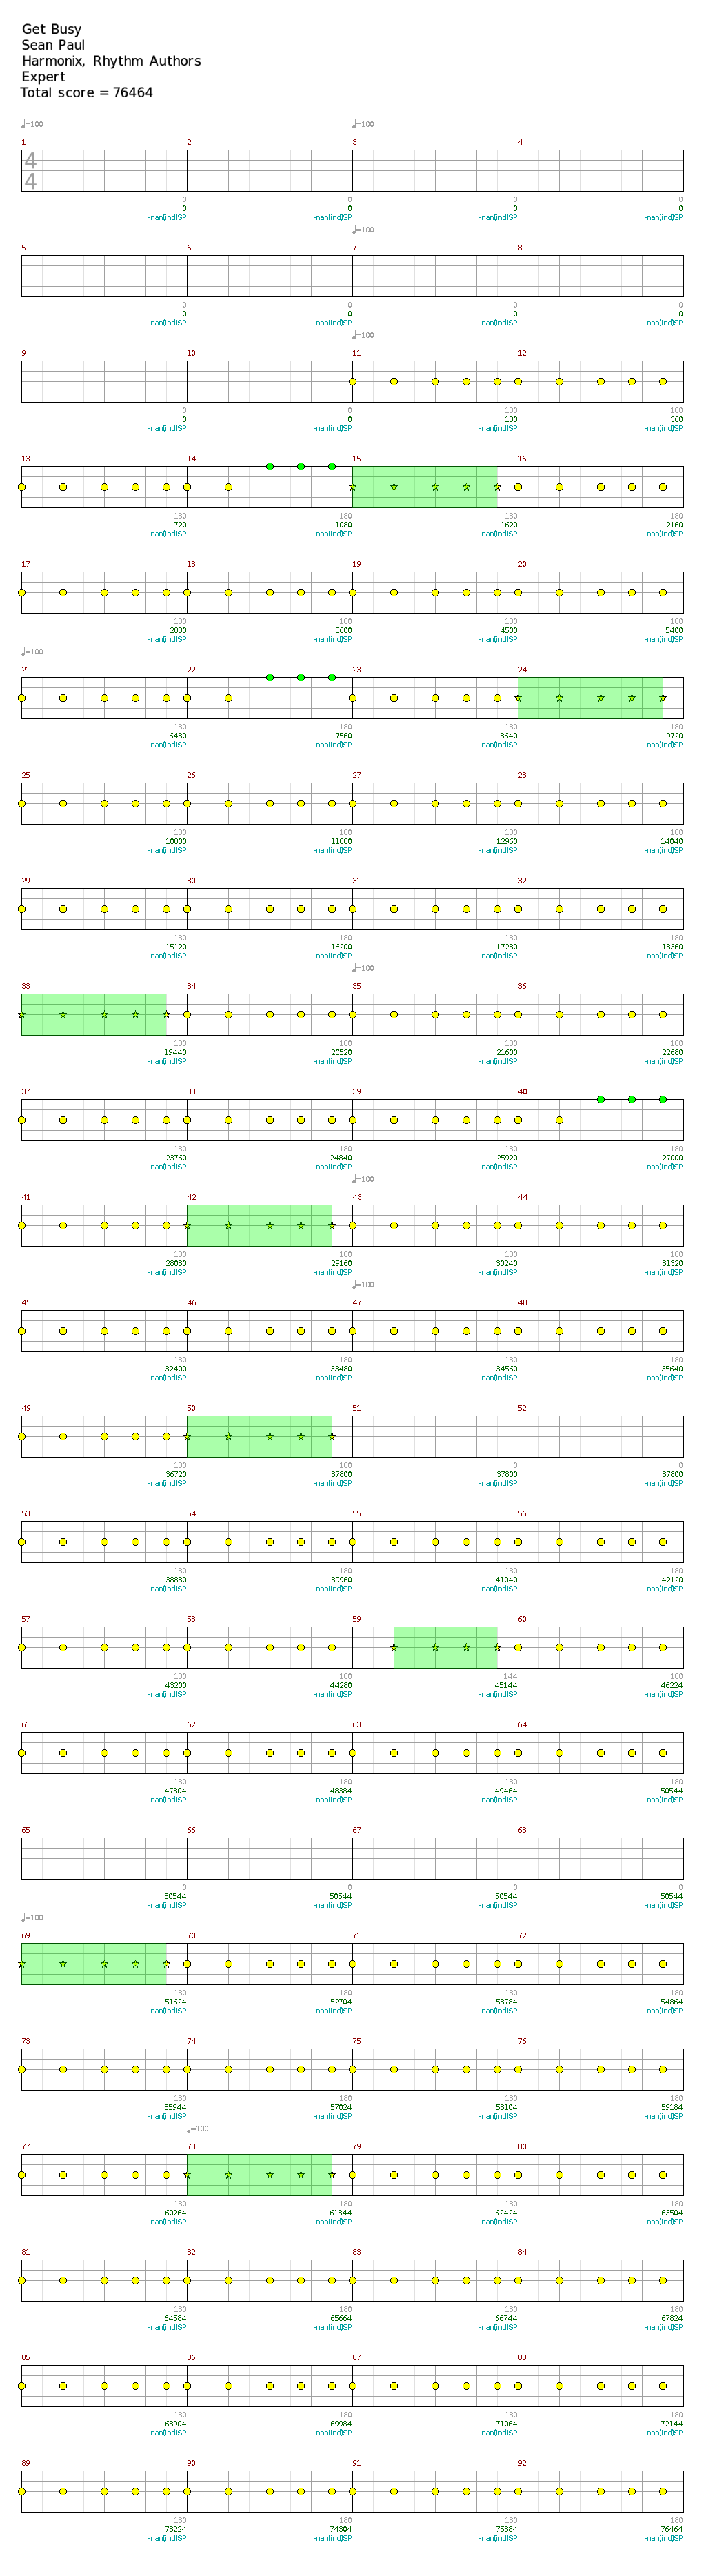 Get Busy
Sean Paul
Harmonix, Rhythm Authors
Expert
Total score = 76464
♩=100 ♩=100
1 2 3 4
4
4
0 0 0 0
0 0 0 0
-nan(ind)SP -nan(ind)SP -nan(ind)SP -nan(ind)SP
♩=100
5 6 7 8
0 0 0 0
0 0 0 0
-nan(ind)SP -nan(ind)SP -nan(ind)SP -nan(ind)SP
♩=100
9 10 11 12
0 0 180 180
0 0 180 360
-nan(ind)SP -nan(ind)SP -nan(ind)SP -nan(ind)SP
13 14 15 16
180 180 180 180
720 1080 1620 2160
-nan(ind)SP -nan(ind)SP -nan(ind)SP -nan(ind)SP
17 18 19 20
180 180 180 180
2880 3600 4500 5400
-nan(ind)SP -nan(ind)SP -nan(ind)SP -nan(ind)SP
♩=100
21 22 23 24
180 180 180 180
6480 7560 8640 9720
-nan(ind)SP -nan(ind)SP -nan(ind)SP -nan(ind)SP
25 26 27 28
180 180 180 180
10800 11880 12960 14040
-nan(ind)SP -nan(ind)SP -nan(ind)SP -nan(ind)SP
29 30 31 32
180 180 180 180
15120 16200 17280 18360
-nan(ind)SP -nan(ind)SP -nan(ind)SP -nan(ind)SP
♩=100
33 34 35 36
180 180 180 180
19440 20520 21600 22680
-nan(ind)SP -nan(ind)SP -nan(ind)SP -nan(ind)SP
37 38 39 40
180 180 180 180
23760 24840 25920 27000
-nan(ind)SP -nan(ind)SP -nan(ind)SP -nan(ind)SP
♩=100
41 42 43 44
180 180 180 180
28080 29160 30240 31320
-nan(ind)SP -nan(ind)SP -nan(ind)SP -nan(ind)SP
♩=100
45 46 47 48
180 180 180 180
32400 33480 34560 35640
-nan(ind)SP -nan(ind)SP -nan(ind)SP -nan(ind)SP
49 50 51 52
180 180 0 0
36720 37800 37800 37800
-nan(ind)SP -nan(ind)SP -nan(ind)SP -nan(ind)SP
53 54 55 56
180 180 180 180
38880 39960 41040 42120
-nan(ind)SP -nan(ind)SP -nan(ind)SP -nan(ind)SP
57 58 59 60
180 180 144 180
43200 44280 45144 46224
-nan(ind)SP -nan(ind)SP -nan(ind)SP -nan(ind)SP
61 62 63 64
180 180 180 180
47304 48384 49464 50544
-nan(ind)SP -nan(ind)SP -nan(ind)SP -nan(ind)SP
65 66 67 68
0 0 0 0
50544 50544 50544 50544
-nan(ind)SP -nan(ind)SP -nan(ind)SP -nan(ind)SP
♩=100
69 70 71 72
180 180 180 180
51624 52704 53784 54864
-nan(ind)SP -nan(ind)SP -nan(ind)SP -nan(ind)SP
73 74 75 76
180 180 180 180
55944 57024 58104 59184
-nan(ind)SP -nan(ind)SP -nan(ind)SP -nan(ind)SP
♩=100
77 78 79 80
180 180 180 180
60264 61344 62424 63504
-nan(ind)SP -nan(ind)SP -nan(ind)SP -nan(ind)SP
81 82 83 84
180 180 180 180
64584 65664 66744 67824
-nan(ind)SP -nan(ind)SP -nan(ind)SP -nan(ind)SP
85 86 87 88
180 180 180 180
68904 69984 71064 72144
-nan(ind)SP -nan(ind)SP -nan(ind)SP -nan(ind)SP
89 90 91 92
180 180 180 180
73224 74304 75384 76464
-nan(ind)SP -nan(ind)SP -nan(ind)SP -nan(ind)SP